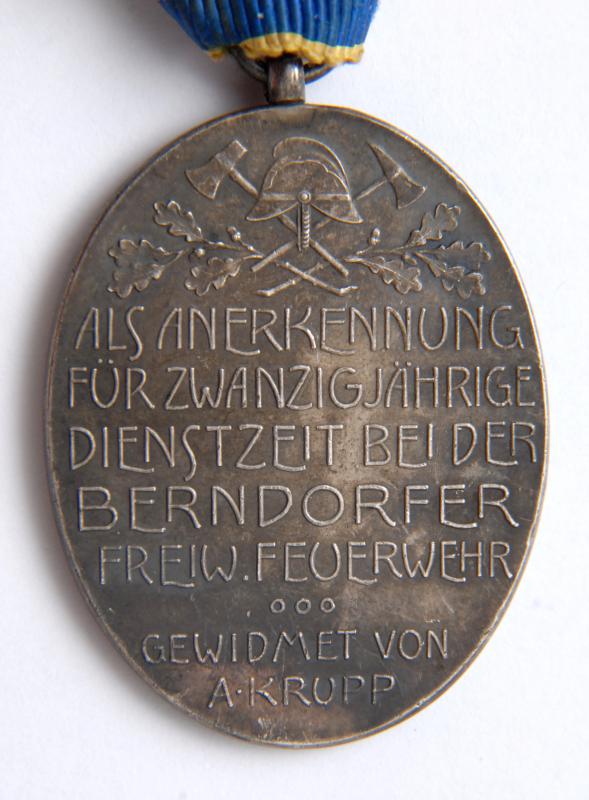 ALS ANERKENNUNG
FÜR ZWANZIGJÄHRIGE
DIENSTZEIT BEI DER
BERNDORFER
FREIW. FEUERWEHR
GEWIDMET VON
A·KRUPP